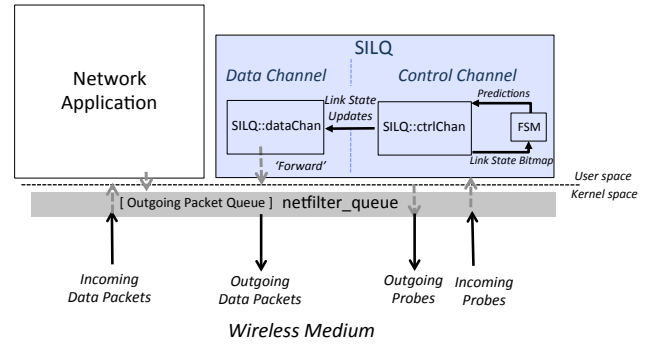 SILQ
Network
Application
Data Channel
Control Channel
Predictions
Link State
Updates
SILQ::dataChan
SILQ::ctrlChan
FSM
Link State Bitmap
'Forward'
User space
Kernel space
[ Outgoing Packet Queue ] netfilter_queue
Incoming
Data Packets
Outgoing
Data Packets
Outgoing
Probes
Incoming
Probes
Wireless Medium